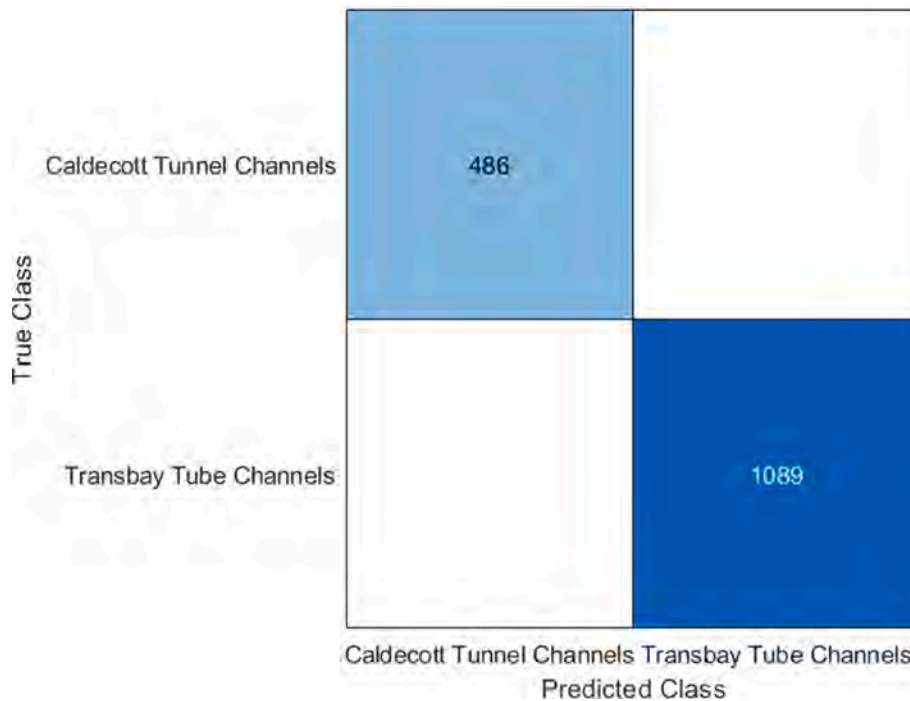 Caldecott Tunnel Channels
486
True Class
Transbay Tube Channels
1089
Caldecott Tunnel Channels Transbay Tube Channels
Predicted Class